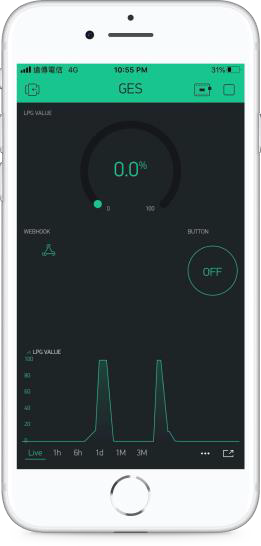 遠傳電信 4G 10:55 PM 31%
GES
LPG VALUE
0.0%
0 100
WEBHOOK BUTTON
OFF
LPG VALUE
100
80
60
40
20
0
Live 1h 6h 1d 1M 3M